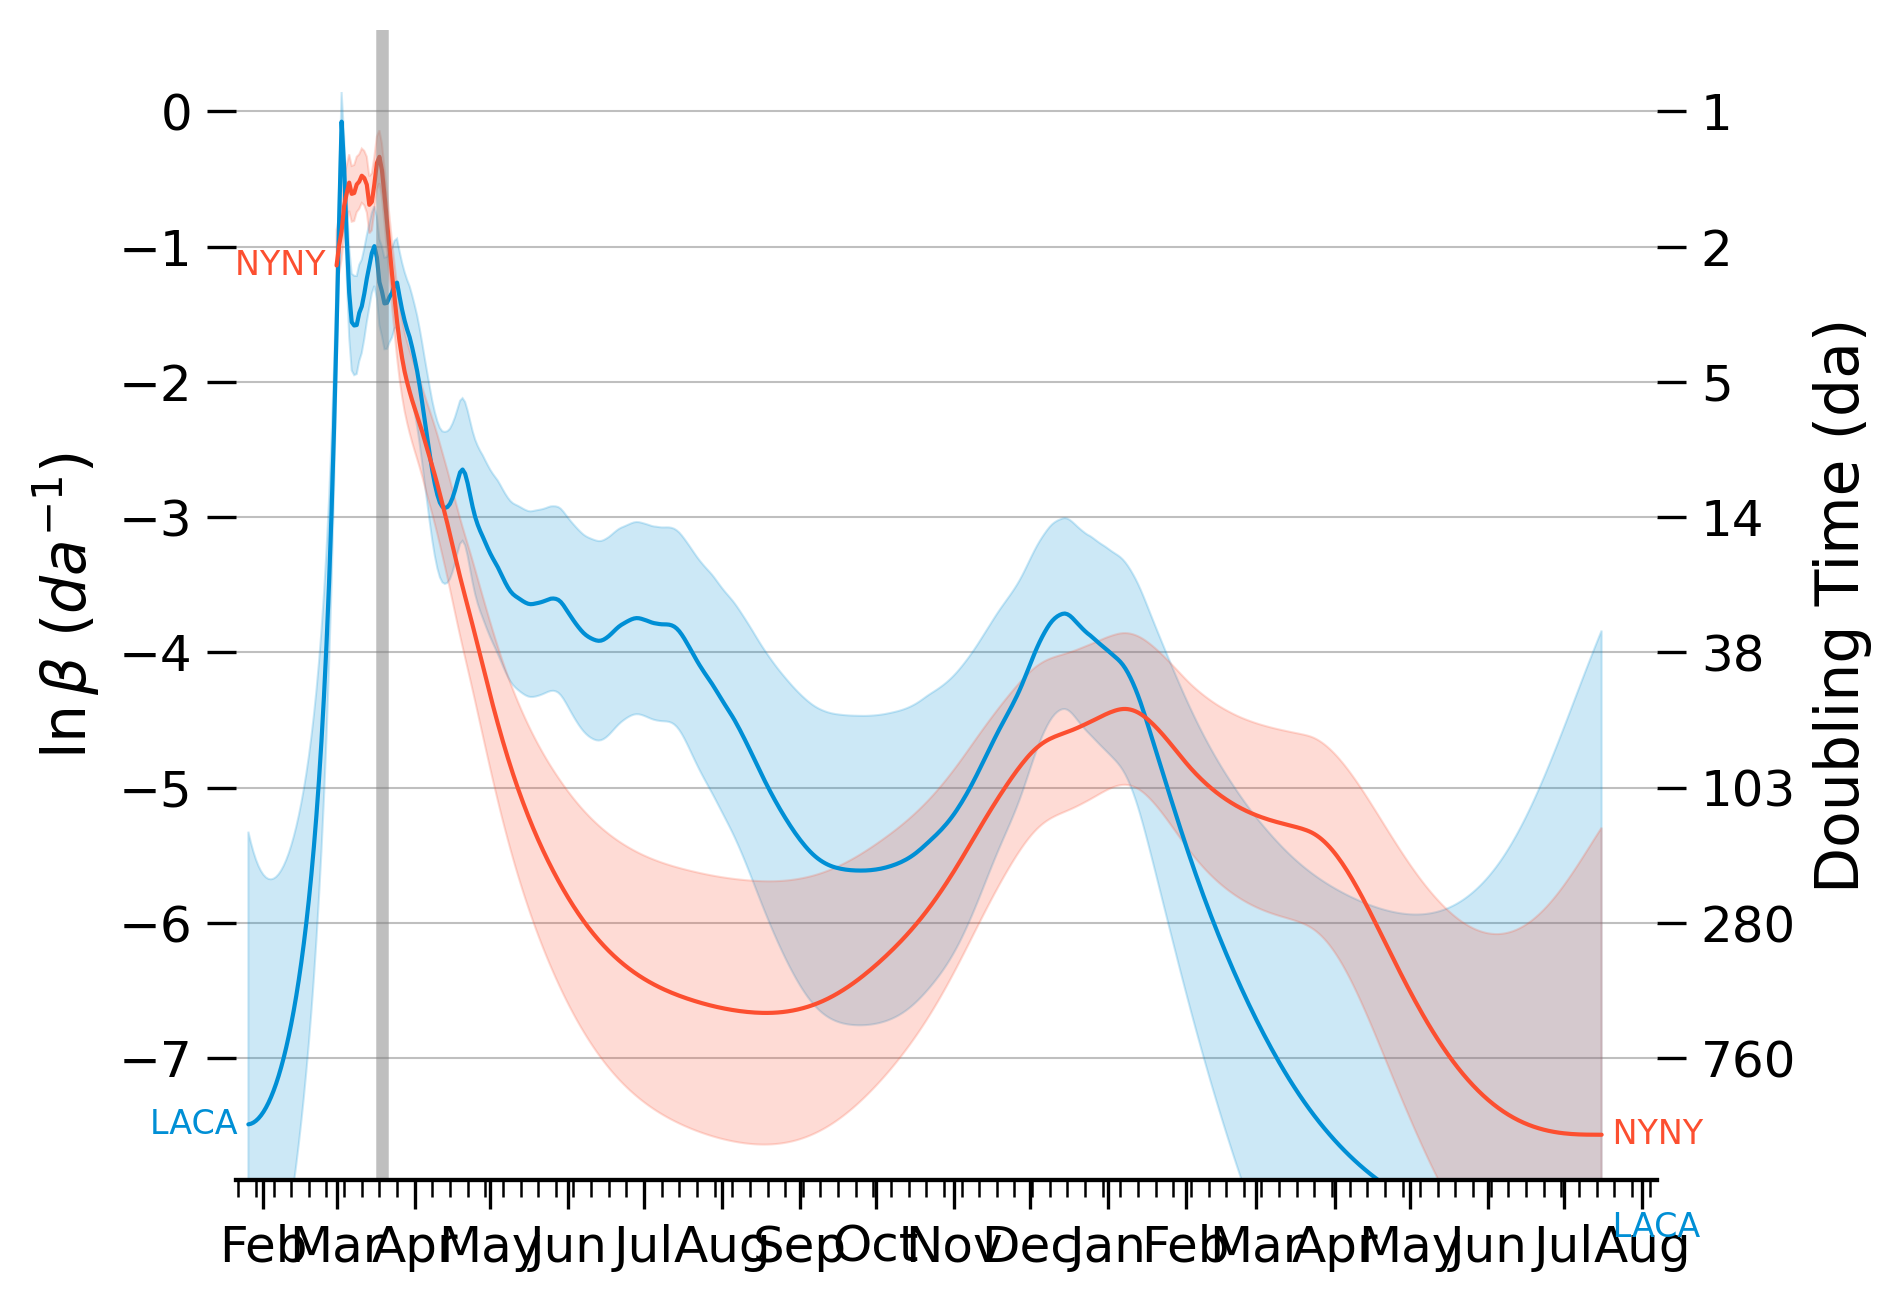 0
−1
−2
−3
−4
−5
−6
−7
ln β (da⁻¹)
1
2
5
14
38
103
280
760
Doubling Time (da)
NYNY
LACA
NYNY
LACA
Feb Mar Apr May Jun Jul Aug Sep Oct Nov Dec Jan Feb Mar Apr May Jun Jul Aug